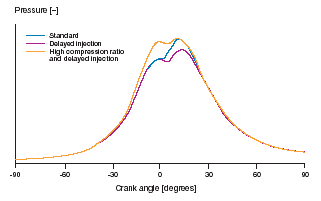 Pressure [–]
Standard
Delayed injection
High compression ratio
and delayed injection
-90 -60 -30 0 30 60 90
Crank angle [degrees]